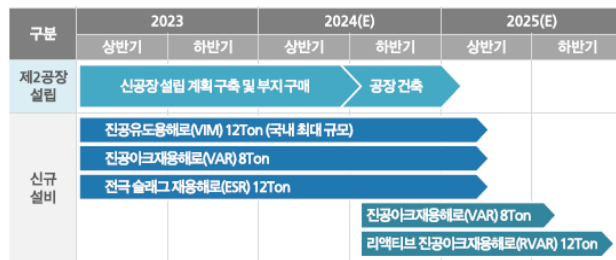 구분
2023
2024(E)
2025(E)
상반기
하반기
상반기
하반기
상반기
하반기
제2공장
설립
신공장 설립 계획 구축 및 부지 구매
공장 건축
신규
설비
진공유도용해로(VIM) 12Ton (국내 최대 규모)
진공아크재용해로(VAR) 8Ton
전극 슬래그 재용해로(ESR) 12Ton
진공아크재용해로(VAR) 8Ton
리액티브 진공아크재용해로(RVAR) 12Ton